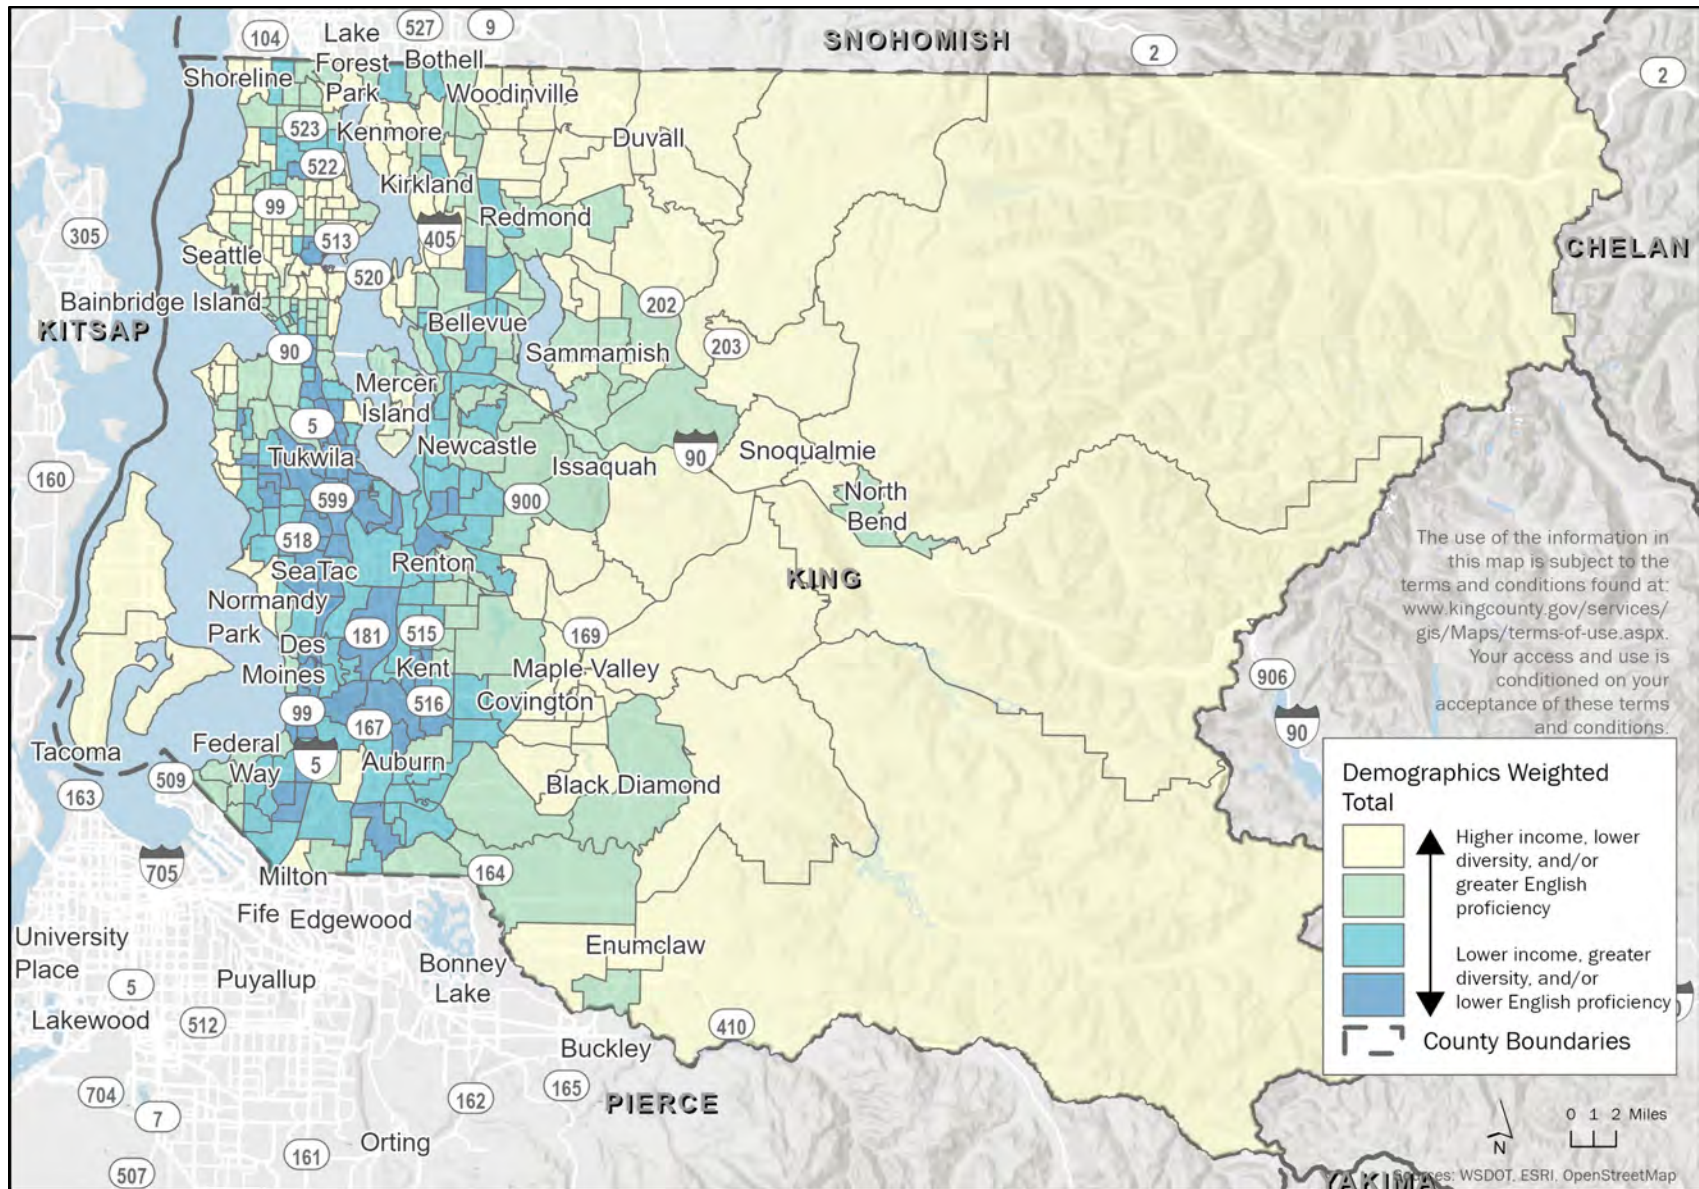 104
Lake
Forest
Park
527
9
Bothell
SNOHOMISH
2
2
Shoreline
Woodinville
523
Kenmore
Duvall
522
Kirkland
99
Redmond
305
513
405
CHELAN
Seattle
520
Bainbridge Island
202
KITSAP
Bellevue
90
203
Sammamish
Mercer
Island
5
Newcastle
Tukwila
Issaquah
90
Snoqualmie
160
599
900
North
Bend
518
SeaTac
Renton
KING
Normandy
Park
Des
Moines
181
515
169
Kent
Maple Valley
99
516
Covington
167
906
90
Tacoma
Federal
Way
5
Auburn
509
163
Black Diamond
705
164
Milton
Fife
Edgewood
University
Place
Enumclaw
Puyallup
Bonney
Lake
5
512
Lakewood
410
Buckley
704
162
165
PIERCE
7
161
Orting
507
YAKIMA
The use of the information in
this map is subject to the
terms and conditions found at:
www.kingcounty.gov/services/
gis/Maps/terms-of-use.aspx.
Your access and use is
conditioned on your
acceptance of these terms
and conditions.
Demographics Weighted
Total
Higher income, lower
diversity, and/or
greater English
proficiency
Lower income, greater
diversity, and/or
lower English proficiency
County Boundaries
N
0 1 2 Miles
WSDOT, ESRI, OpenStreetMap